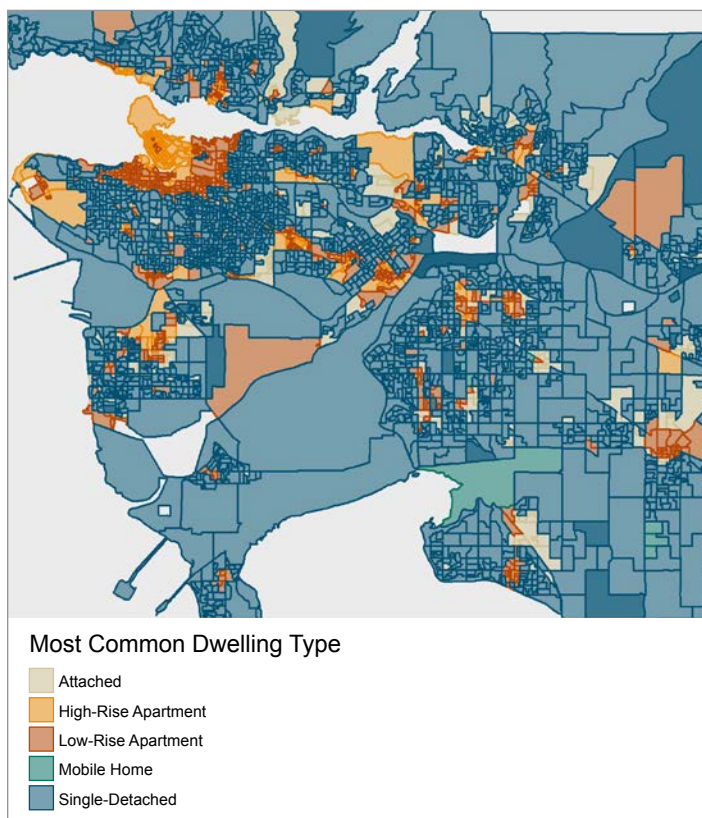 Most Common Dwelling Type
Attached
High-Rise Apartment
Low-Rise Apartment
Mobile Home
Single-Detached